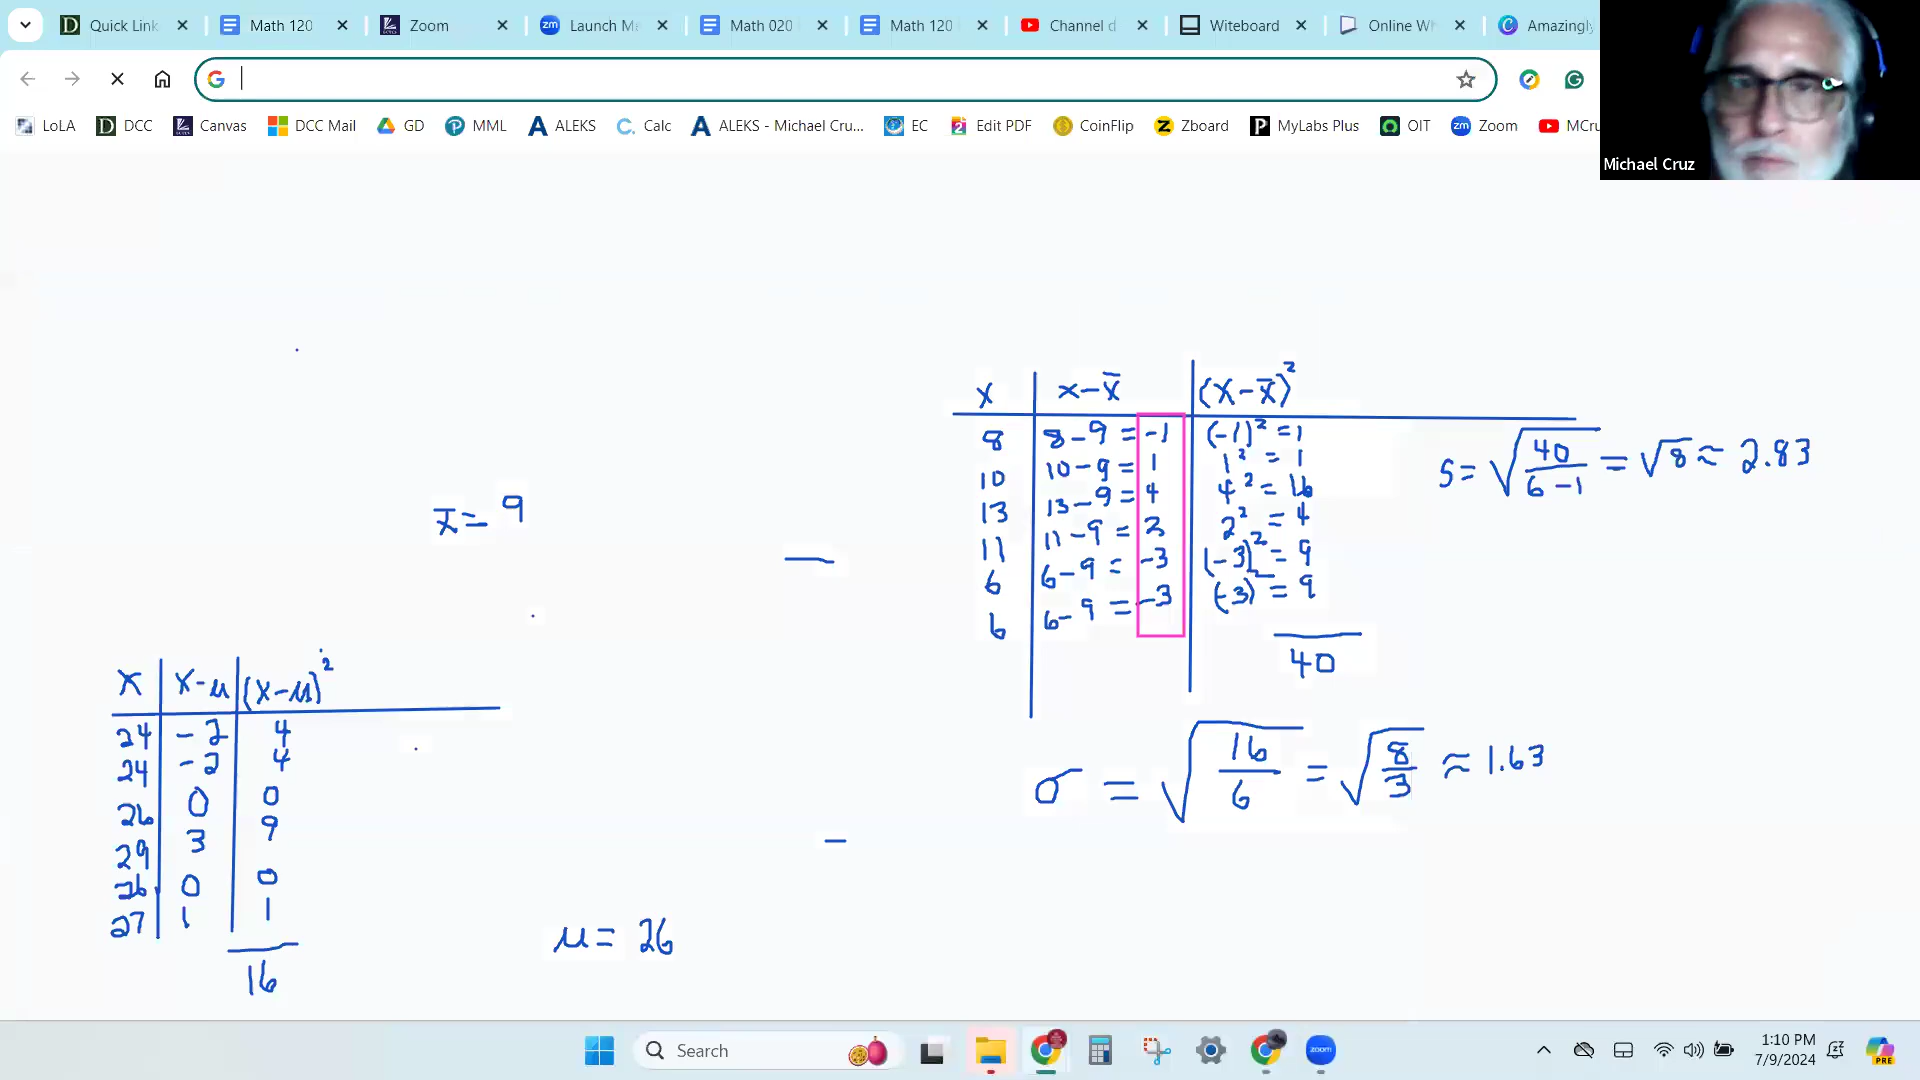 Quick Link
Math 120
Zoom
Launch Me
Math 020
Math 120
Channel d
Witeboard
Online Wh
Amazingly
LoLA
DCC
Canvas
DCC Mail
GD
MML
ALEKS
Calc
ALEKS - Michael Cru...
EC
Edit PDF
CoinFlip
Zboard
MyLabs Plus
OIT
Zoom
MCru
Michael Cruz
x | x - x̄ | (x - x̄)²
8 | 8 - 9 = -1 | (-1)² = 1
10 | 10 - 9 = 1 | 1² = 1
13 | 13 - 9 = 4 | 4² = 16
11 | 11 - 9 = 2 | 2² = 4
6 | 6 - 9 = -3 | (-3)² = 9
6 | 6 - 9 = -3 | (-3)² = 9
40
s = √(40/(6 - 1)) = √8 ≈ 2.83
x̄ = 9
x | x - μ | (x - μ)²
24 | -2 | 4
24 | -2 | 4
26 | 0 | 0
29 | 3 | 9
26 | 0 | 0
27 | 1 | 1
16
σ = √(16/6) = √(8/3) ≈ 1.63
μ = 26
Search
zoom
1:10 PM
7/9/2024
PRE